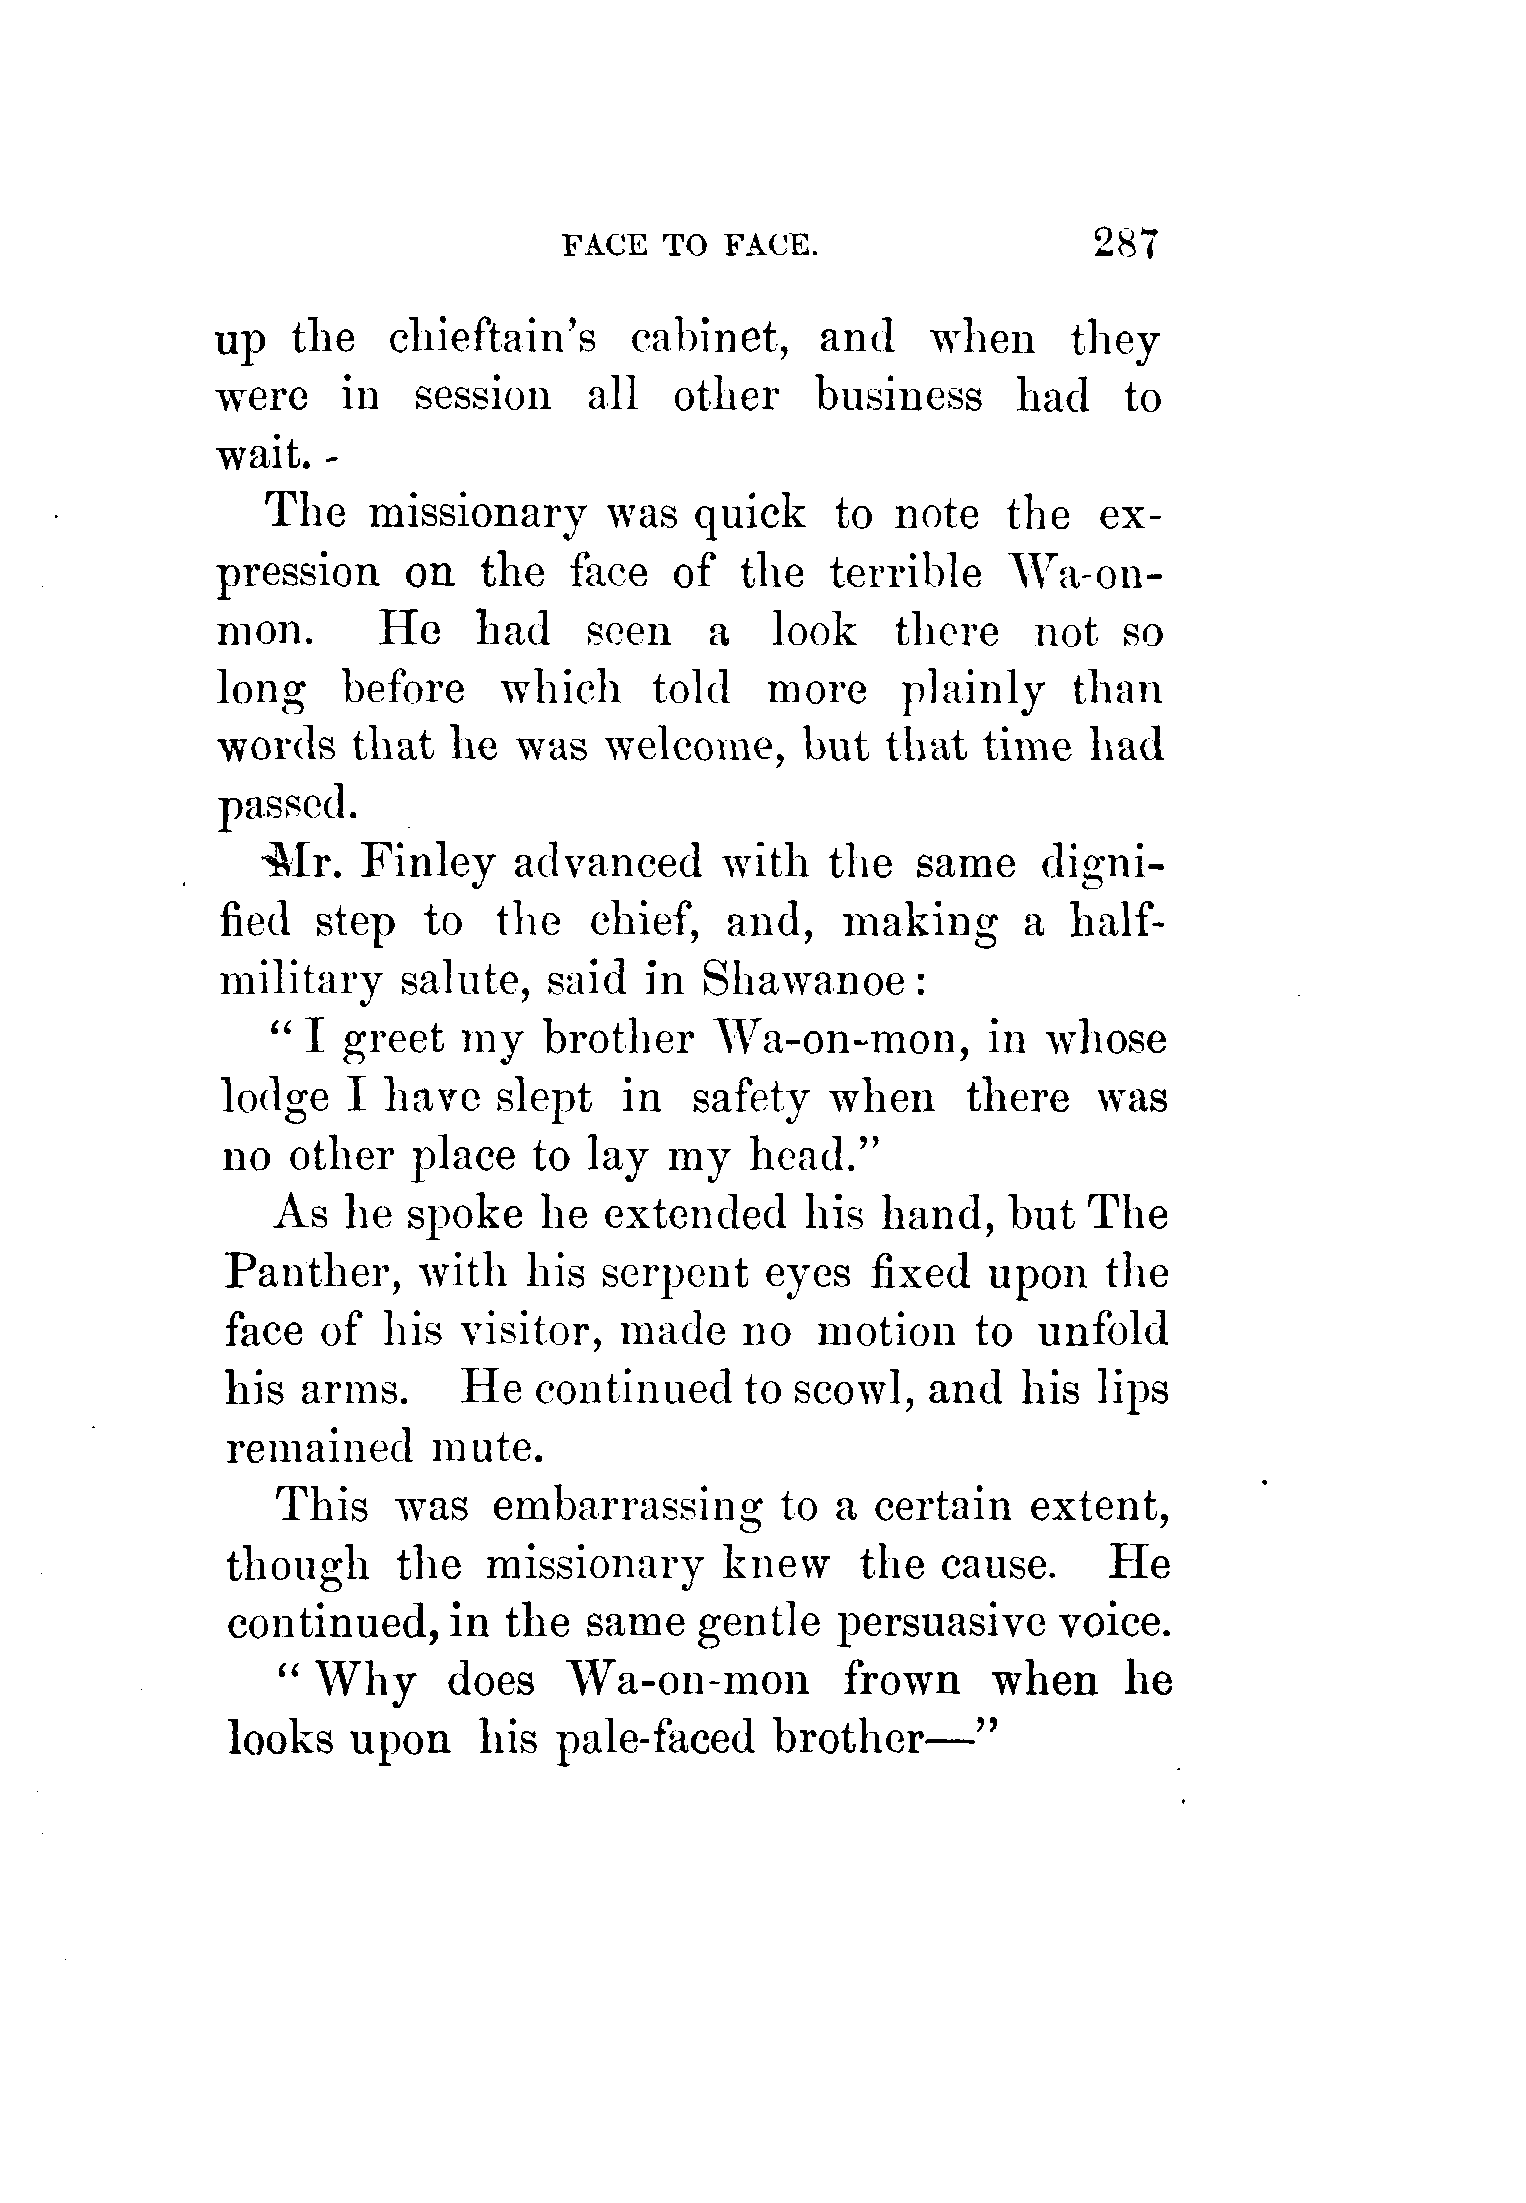 FACE TO FACE. 287
up the chieftain's cabinet, and when they
were in session all other business had to
wait. -
The missionary was quick to note the ex-
pression on the face of the terrible Wa-on-
mon. He had seen a look there not so
long before which told more plainly than
words that he was welcome, but that time had
passed.
Mr. Finley advanced with the same digni-
fied step to the chief, and, making a half-
military salute, said in Shawanoe:
"I greet my brother Wa-on-mon, in whose
lodge I have slept in safety when there was
no other place to lay my head."
As he spoke he extended his hand, but The
Panther, with his serpent eyes fixed upon the
face of his visitor, made no motion to unfold
his arms. He continued to scowl, and his lips
remained mute.
This was embarrassing to a certain extent,
though the missionary knew the cause. He
continued, in the same gentle persuasive voice.
"Why does Wa-on-mon frown when he
looks upon his pale-faced brother—"